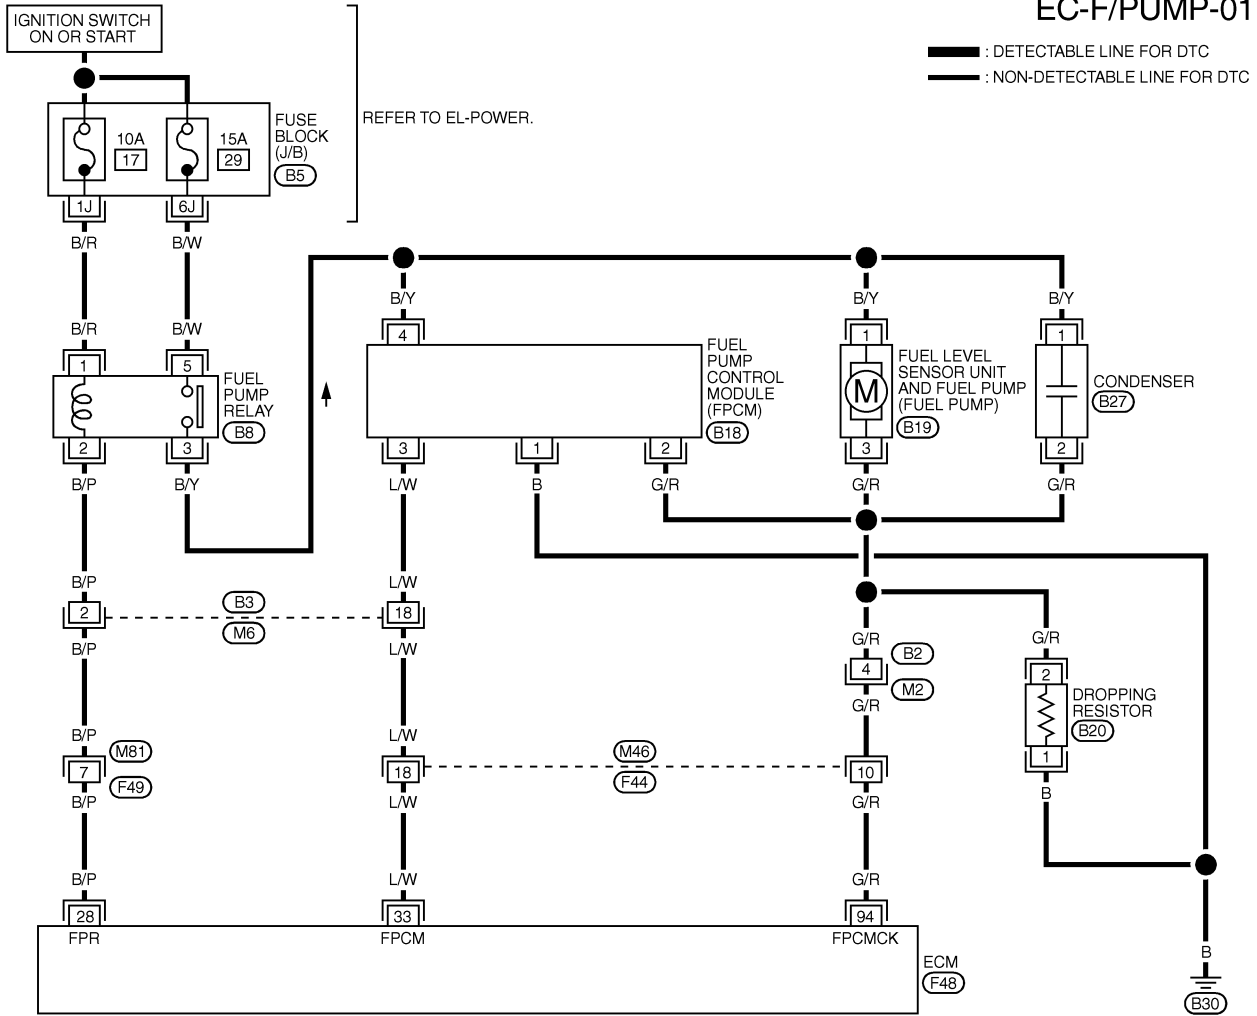 EC-F/PUMP-01
IGNITION SWITCH
ON OR START
: DETECTABLE LINE FOR DTC
: NON-DETECTABLE LINE FOR DTC
REFER TO EL-POWER.
10A
17
15A
29
FUSE
BLOCK
(J/B)
B5
1J
6J
B/R
B/W
B/R
B/W
1
5
FUEL
PUMP
RELAY
B8
2
3
B/P
B/Y
B/Y
B/Y
B/Y
4
1
1
FUEL
PUMP
CONTROL
MODULE
(FPCM)
B18
M
FUEL LEVEL
SENSOR UNIT
AND FUEL PUMP
(FUEL PUMP)
B19
CONDENSER
B27
3
1
2
3
2
L/W
B
G/R
G/R
G/R
B/P
L/W
2
B3
M6
18
B/P
L/W
G/R
G/R
4
B2
M2
G/R
2
DROPPING
RESISTOR
B20
1
B
B/P
L/W
7
M81
F49
18
M46
F44
10
B/P
L/W
G/R
B/P
L/W
G/R
28
33
94
FPR
FPCM
FPCMCK
ECM
F48
B
B30